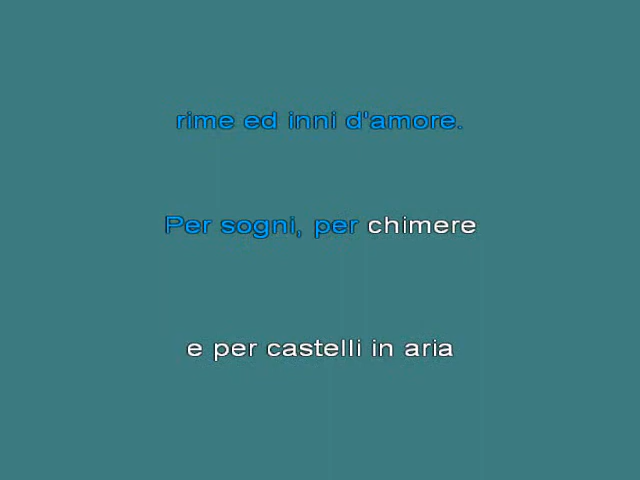 rime ed inni d'amore.
Per sogni, per chimere
e per castelli in aria